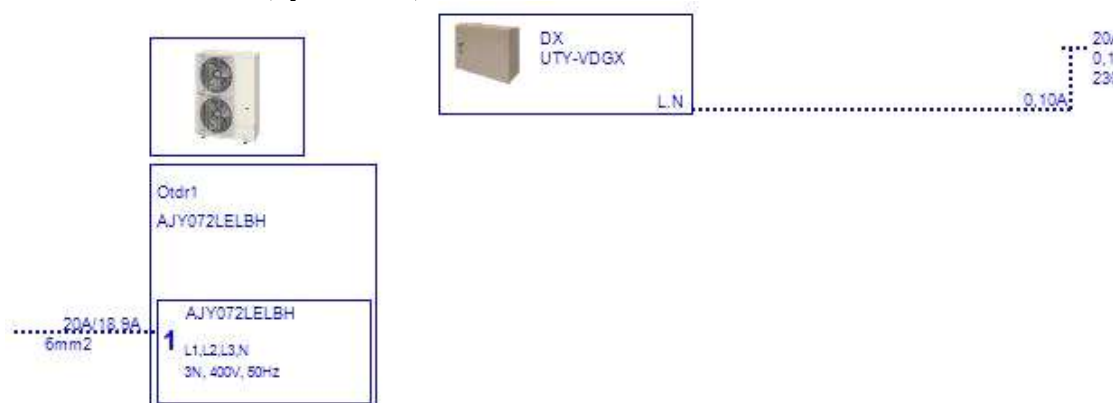 DX
UTY-VDGX
L.N
0,10A
20
0,1
230
Otdr1
AJY072LELBH
20A/18,9A
6mm2
1
AJY072LELBH
L1,L2,L3,N
3N, 400V, 50Hz